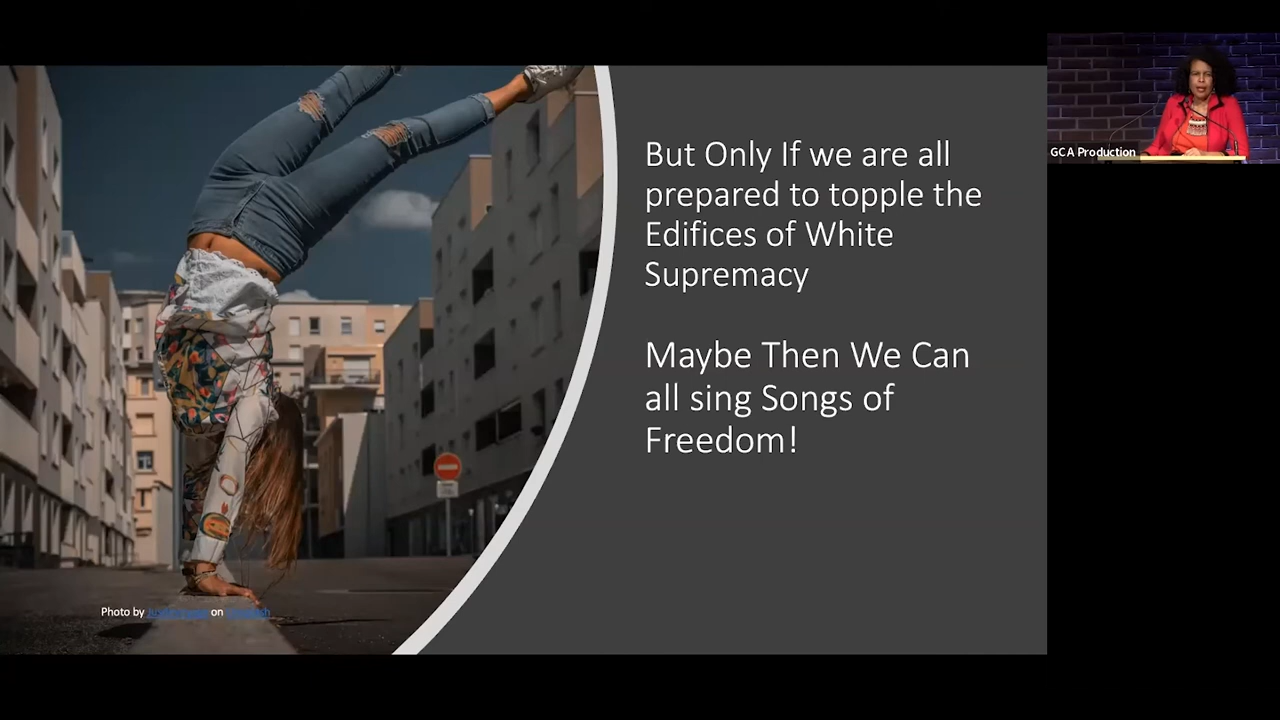 But Only If we are all
prepared to topple the
Edifices of White
Supremacy
Maybe Then We Can
all sing Songs of
Freedom!
GCA Production
Photo by on